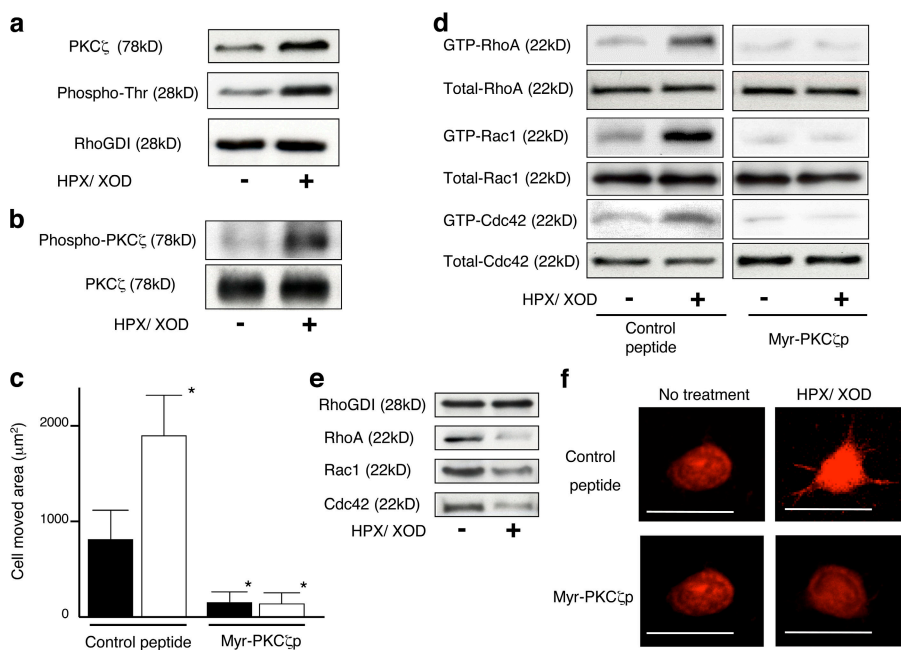 a
PKCζ (78kD)
Phospho-Thr (28kD)
RhoGDI (28kD)
HPX/ XOD - +
b
Phospho-PKCζ (78kD)
PKCζ (78kD)
HPX/ XOD - +
c
Cell moved area (μm²)
2000
1000
0
* * *
Control peptide Myr-PKCζp
d
GTP-RhoA (22kD)
Total-RhoA (22kD)
GTP-Rac1 (22kD)
Total-Rac1 (22kD)
GTP-Cdc42 (22kD)
Total-Cdc42 (22kD)
HPX/ XOD - + - +
Control
peptide
Myr-PKCζp
e
RhoGDI (28kD)
RhoA (22kD)
Rac1 (22kD)
Cdc42 (22kD)
HPX/ XOD - +
f
No treatment HPX/ XOD
Control
peptide
Myr-PKCζp